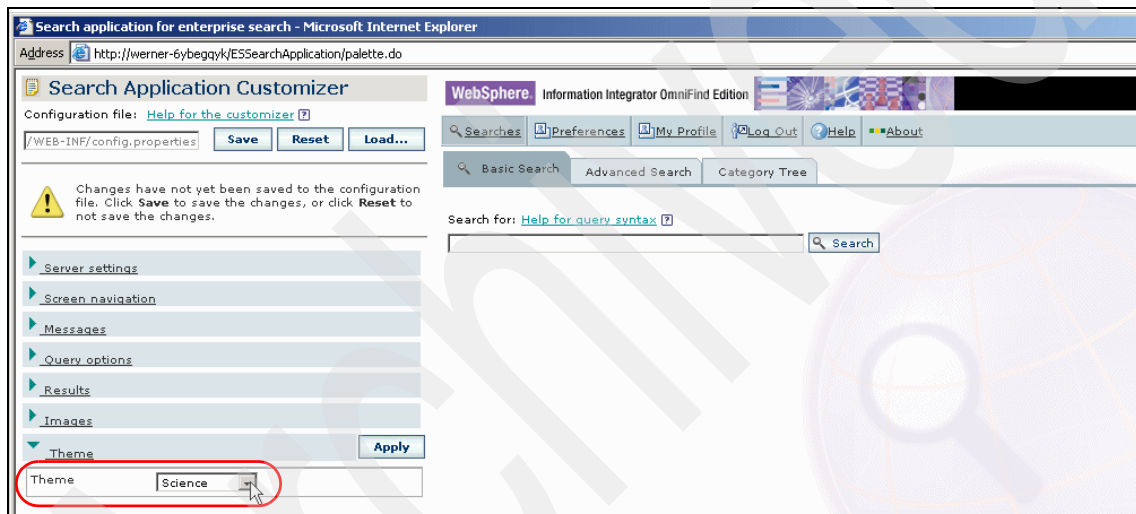 Search application for enterprise search - Microsoft Internet Explorer
Address http://werner-6ybegqyk/ESSearchApplication/palette.do
Search Application Customizer
Configuration file: Help for the customizer ?
/WEB-INF/config.properties Save Reset Load...
Changes have not yet been saved to the configuration
file. Click Save to save the changes, or click Reset to
not save the changes.
Server settings
Screen navigation
Messages
Query options
Results
Images
Theme Apply
Theme Science
WebSphere. Information Integrator OmniFind Edition
Searches Preferences My Profile Log Out Help About
Basic Search Advanced Search Category Tree
Search for: Help for query syntax ?
Search